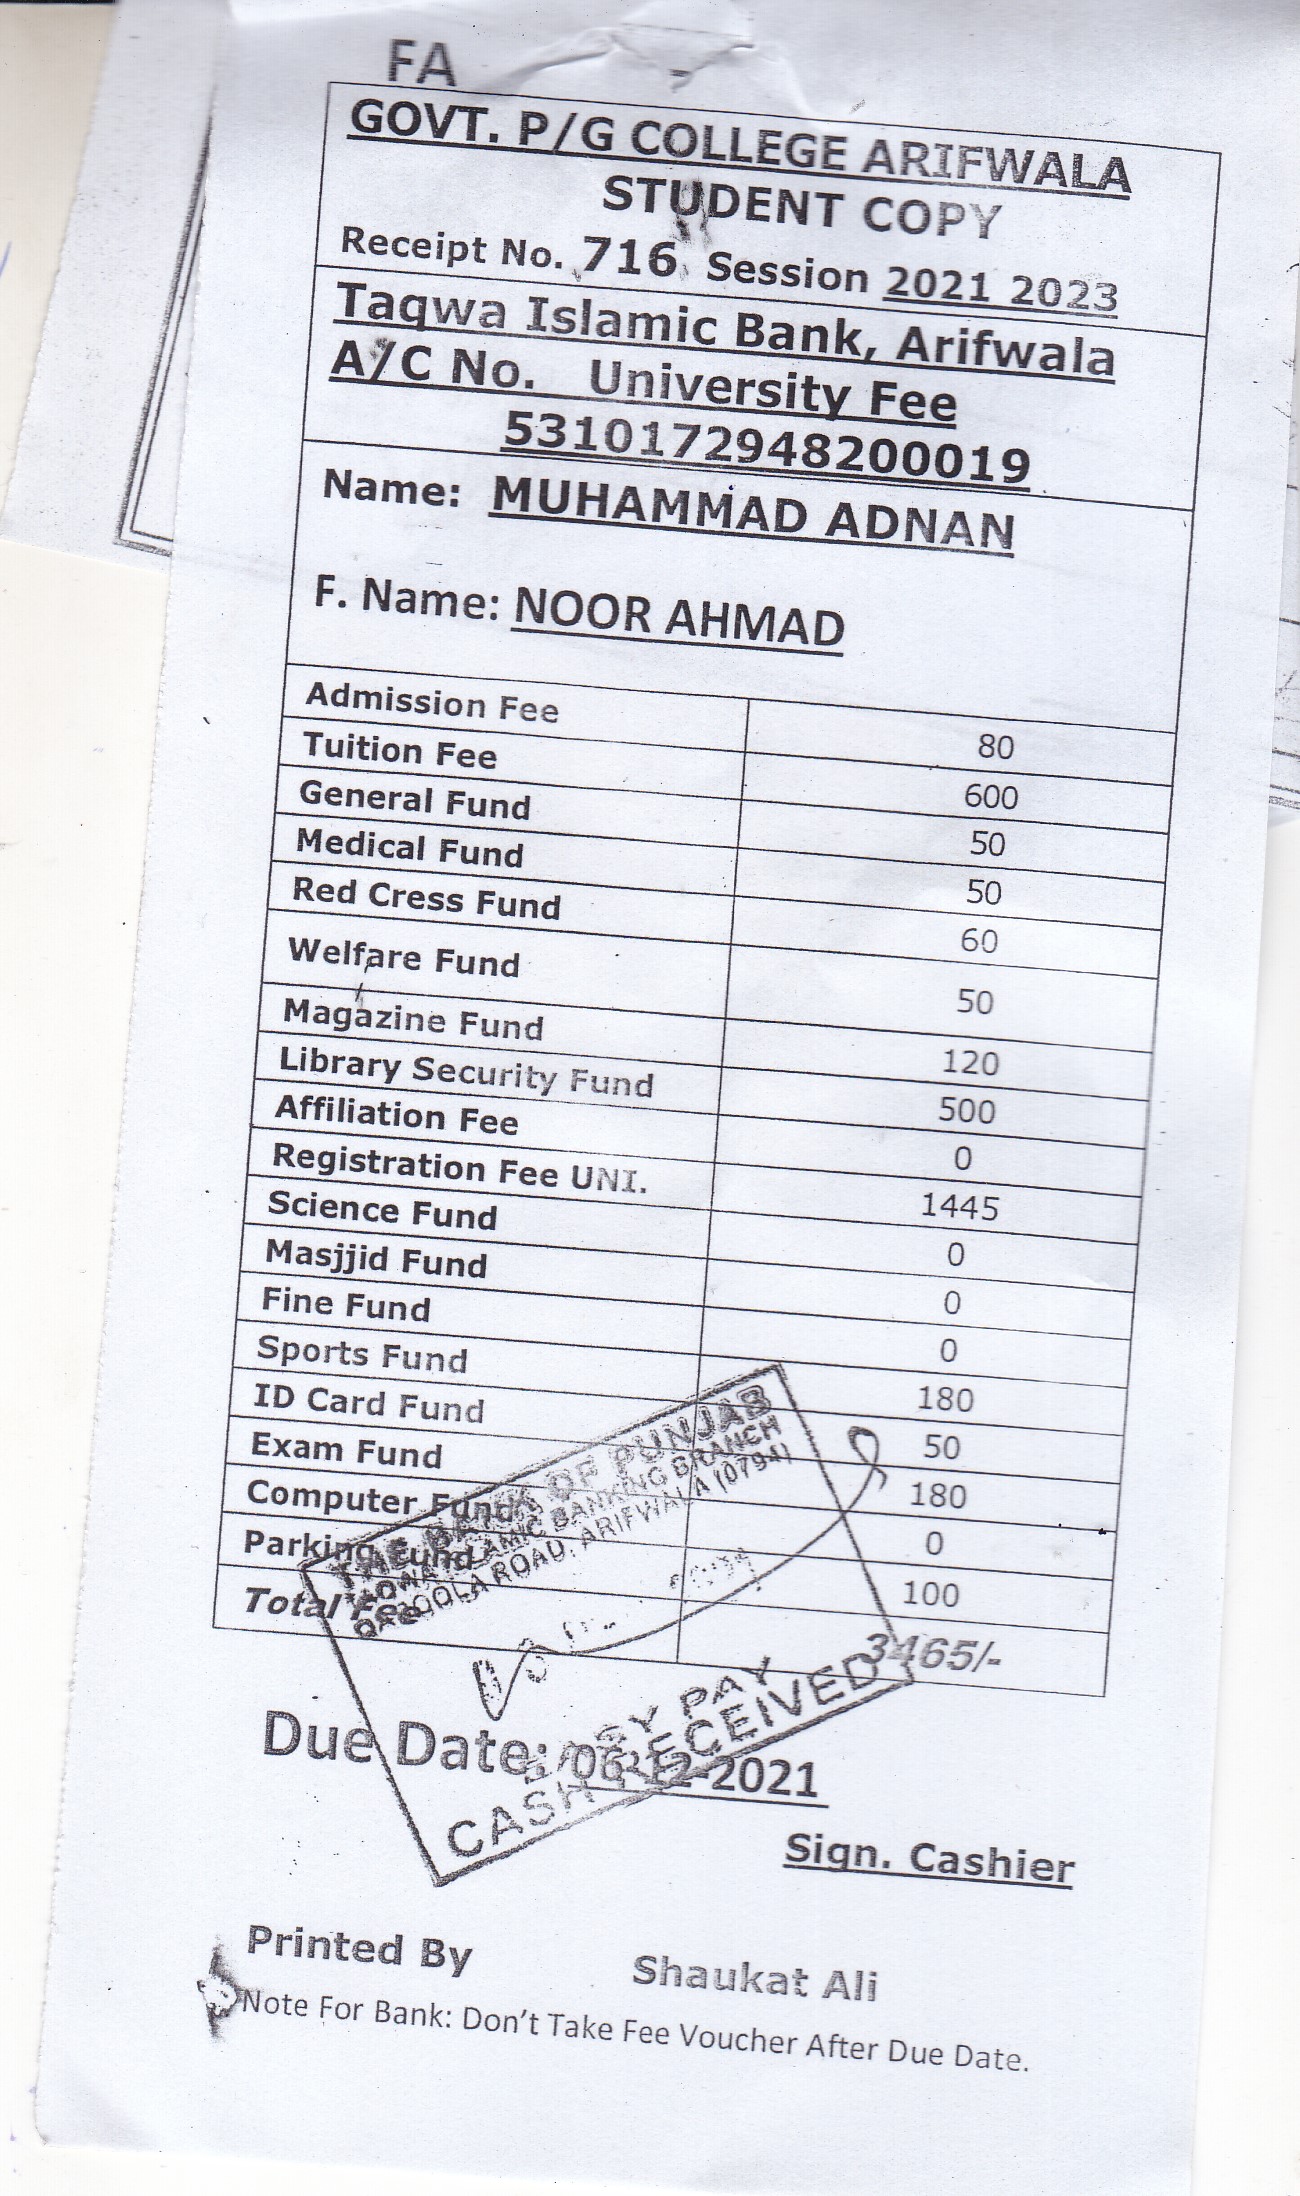 FA
GOVT. P/G COLLEGE ARIFWALA
STUDENT COPY
Receipt No. 716 Session 2021 2023
Taqwa Islamic Bank, Arifwala
A/C No. University Fee
5310172948200019
Name: MUHAMMAD ADNAN
F. Name: NOOR AHMAD
Admission Fee 80
Tuition Fee 600
General Fund 50
Medical Fund 50
Red Cress Fund 60
Welfare Fund 50
Magazine Fund 120
Library Security Fund 500
Affiliation Fee 0
Registration Fee UNI. 1445
Science Fund 0
Masjjid Fund 0
Fine Fund 0
Sports Fund 180
ID Card Fund 50
Exam Fund 180
Computer Fund 0
Parking Fund 100
Total Fee 3465/-
THE BANK OF PUNJAB
TAQWA ISLAMIC BANKING BRANCH
QABOOLA ROAD, ARIFWALA (0794)
PAY
CASH RECEIVED
Due Date: 06-12-2021
Sign. Cashier
Printed By Shaukat Ali
Note For Bank: Don't Take Fee Voucher After Due Date.